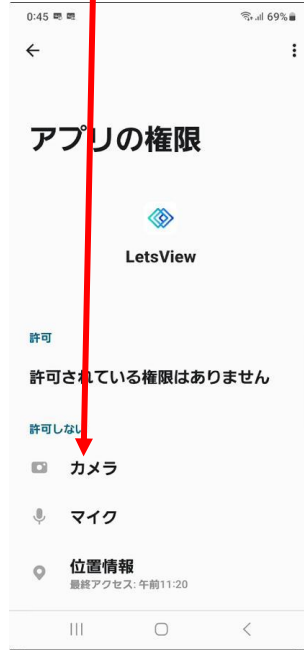 0:45 69%
アプリの権限
LetsView
許可
許可されている権限はありません
許可しない
カメラ
マイク
位置情報
最終アクセス: 午前11:20